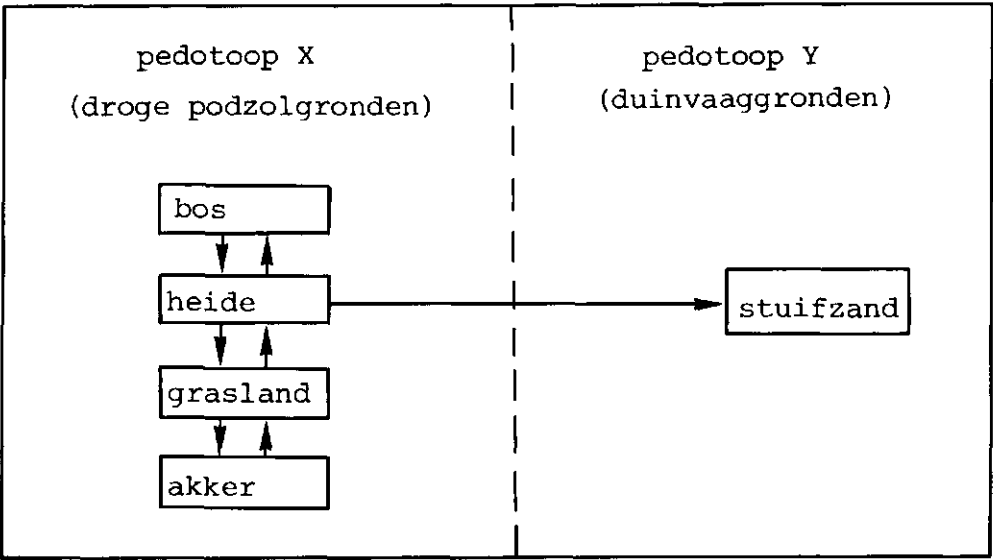 pedotoop X
(droge podzolgronden)
pedotoop Y
(duinvaaggronden)
bos
heide
stuifzand
grasland
akker